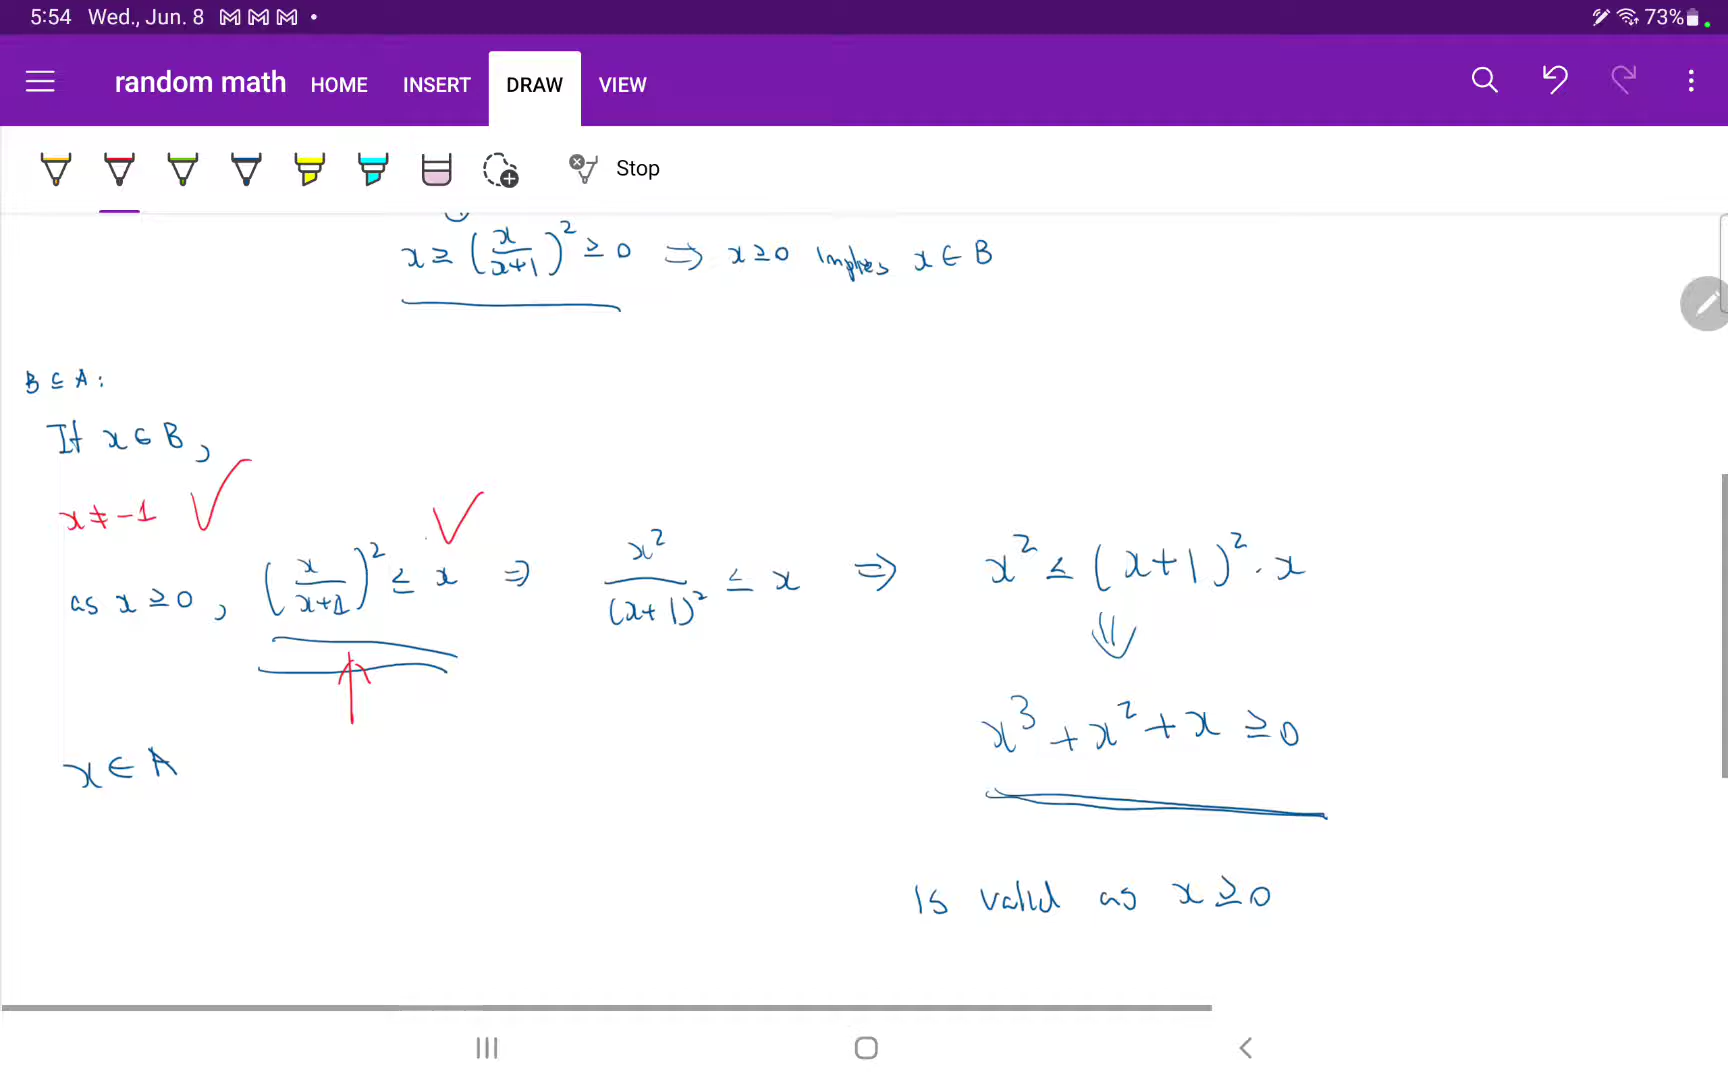 5:54 Wed., Jun. 8
73%
random math HOME INSERT DRAW VIEW
Stop
x ≥ (x/(x+1))² ≥ 0 ⇒ x ≥ 0 implies x ∈ B
B ⊆ A:
If x ∈ B,
x ≠ -1 ✓
as x ≥ 0, (x/(x+1))² ≤ x ✓ ⇒ x²/(x+1)² ≤ x ⇒ x² ≤ (x+1)² · x
⇓
x³ + x² + x ≥ 0
x ∈ A
is valid as x ≥ 0